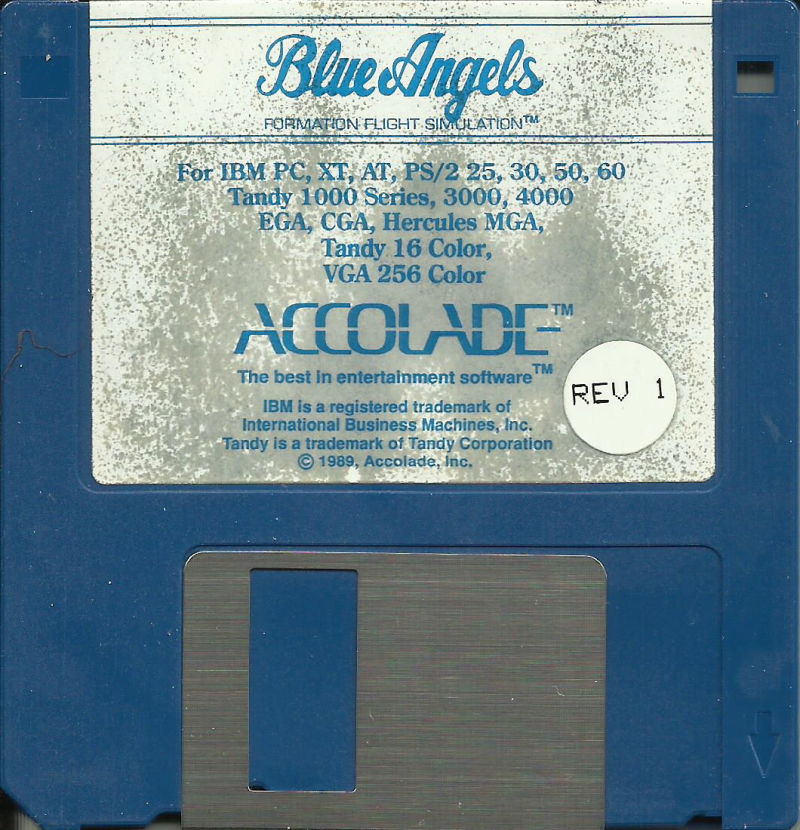 Blue Angels
FORMATION FLIGHT SIMULATION™
For IBM PC, XT, AT, PS/2 25, 30, 50, 60
Tandy 1000 Series, 3000, 4000
EGA, CGA, Hercules MGA,
Tandy 16 Color,
VGA 256 Color
ACCOLADE™
The best in entertainment software™
REV 1
IBM is a registered trademark of
International Business Machines, Inc.
Tandy is a trademark of Tandy Corporation
© 1989, Accolade, Inc.